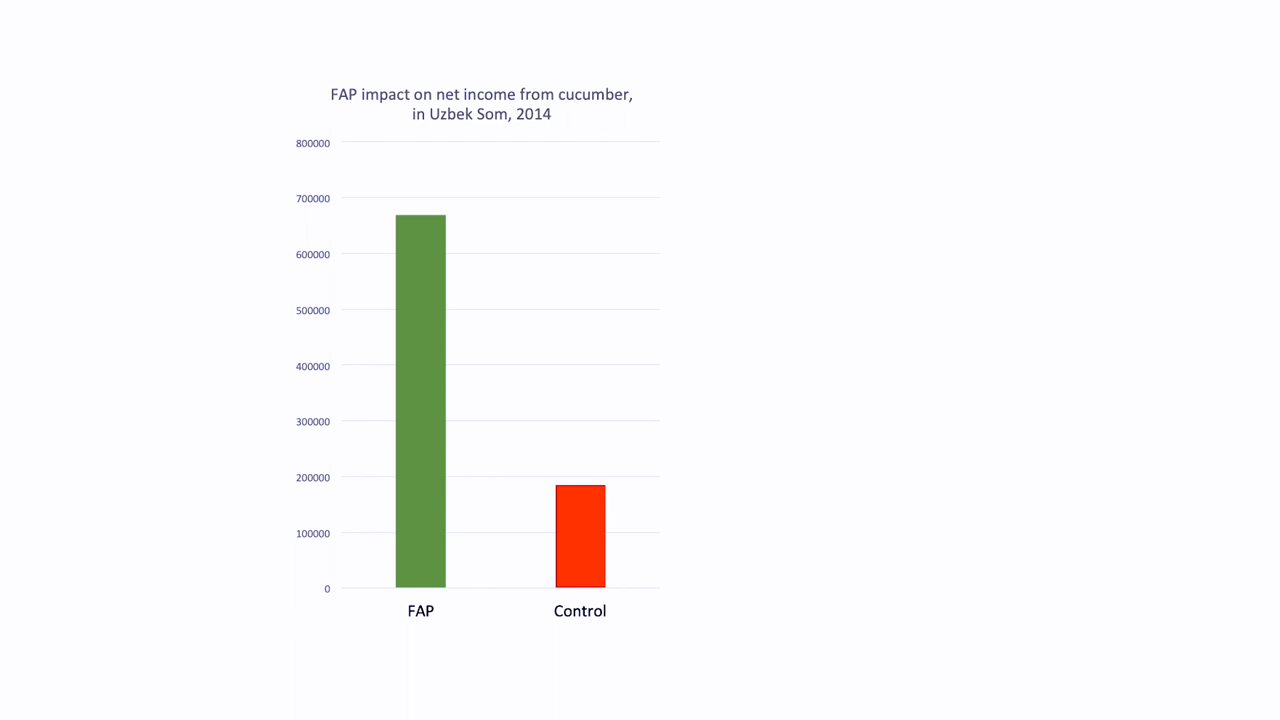 FAP impact on net income from cucumber,
in Uzbek Som, 2014
800000
700000
600000
500000
400000
300000
200000
100000
0
FAP
Control